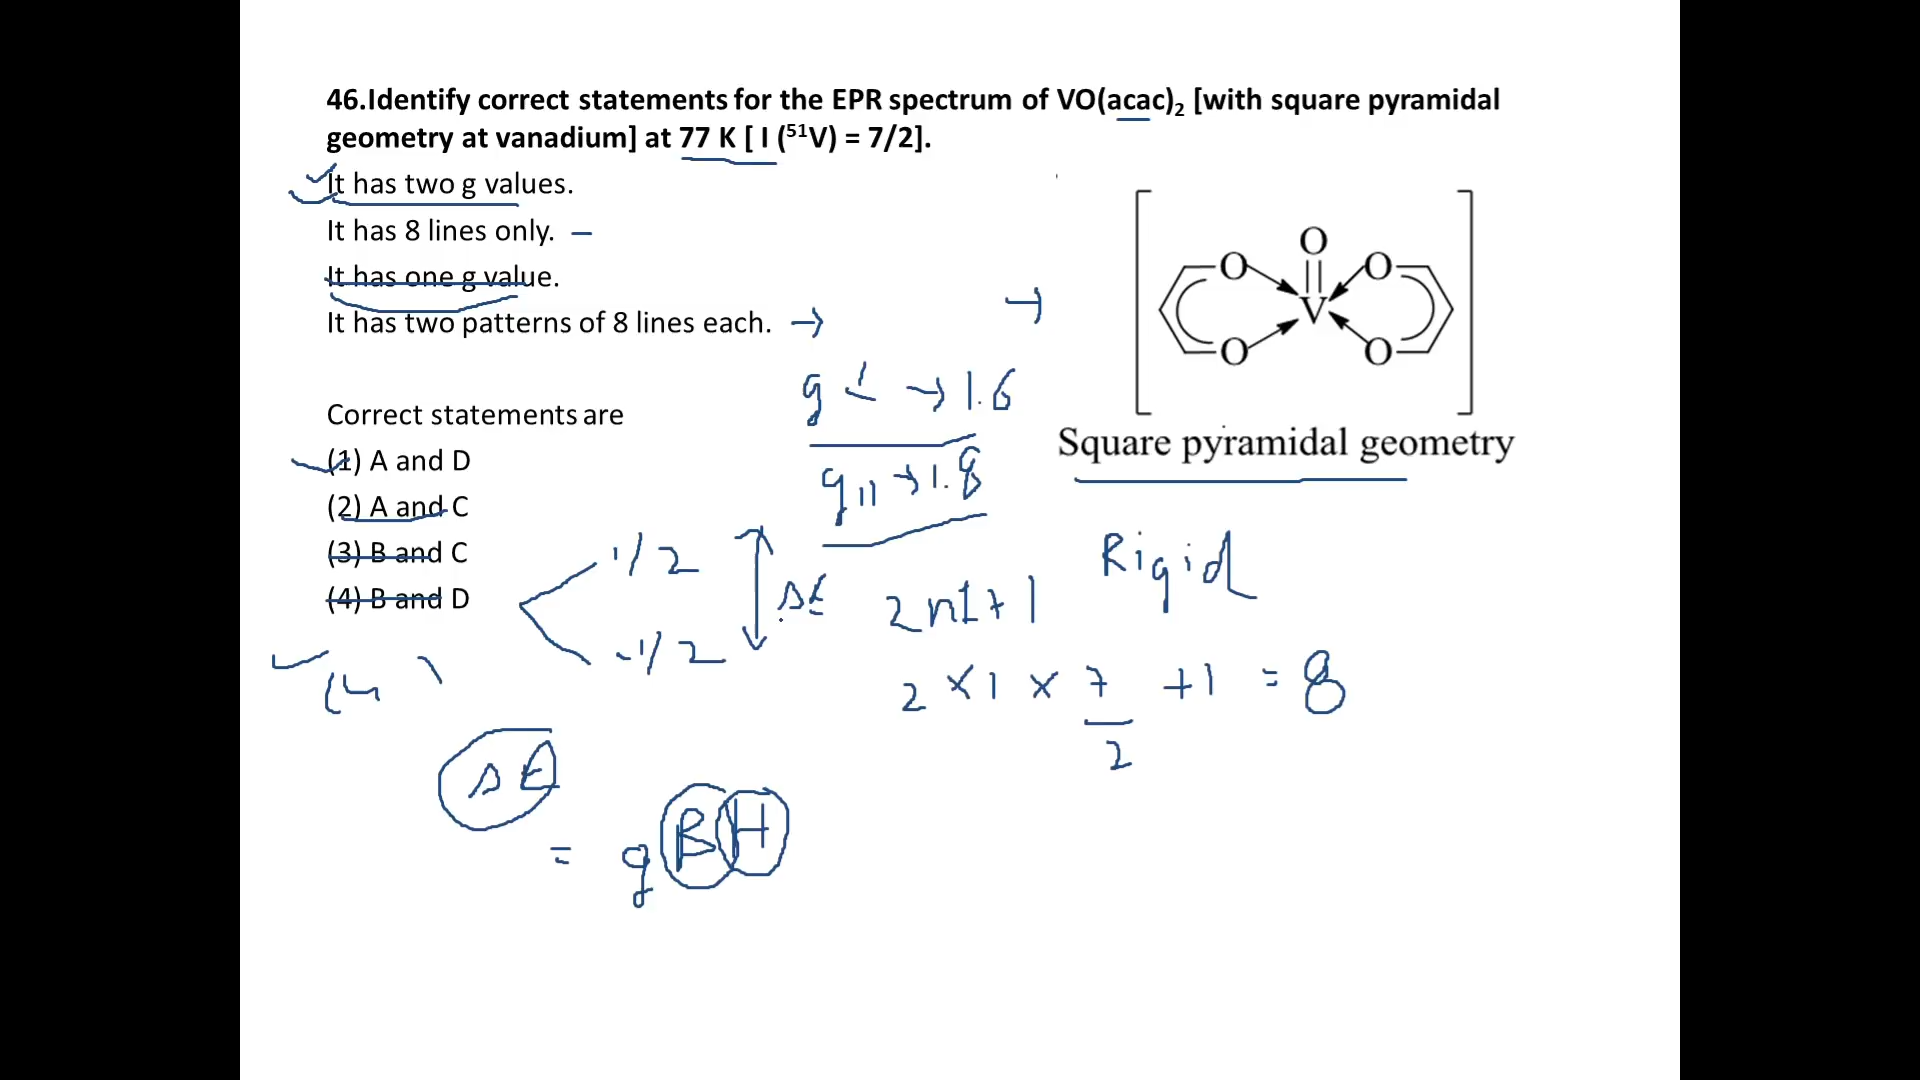 46.Identify correct statements for the EPR spectrum of VO(acac)₂ [with square pyramidal
geometry at vanadium] at 77 K [ I (⁵¹V) = 7/2].
It has two g values.
It has 8 lines only.
It has one g value.
It has two patterns of 8 lines each. →
O
O O
V
O O
g⊥ → 1.6
Correct statements are
Square pyramidal geometry
(1) A and D
g|| → 1.8
(2) A and C
(3) B and C
1/2
Rigid
(4) B and D
ΔE
2nI+1
-1/2
2 × 1 × 7/2 + 1 = 8
ΔE
= gBH